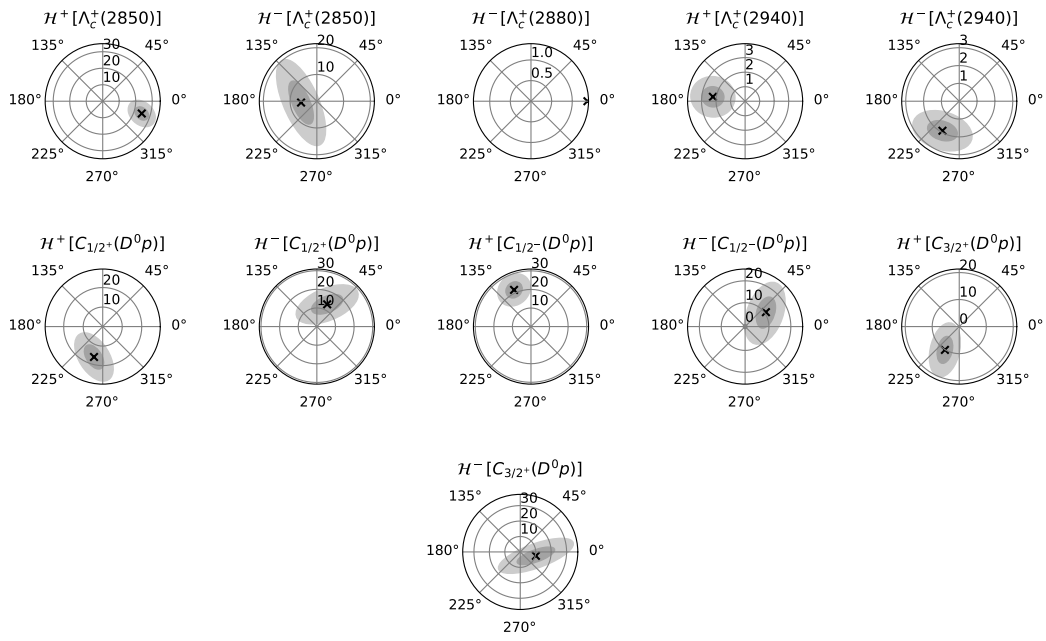 ℋ⁺[Λc⁺(2850)] ℋ⁻[Λc⁺(2850)] ℋ⁻[Λc⁺(2880)] ℋ⁺[Λc⁺(2940)] ℋ⁻[Λc⁺(2940)]
135° 30 45° 135° 20 45° 135° 45° 135° 3 45° 135° 3 45°
20 1.0 2 2
10 10 0.5 1 1
180° 0° 180° 0° 180° 0° 180° 0° 180° 0°
225° 315° 225° 315° 225° 315° 225° 315° 225° 315°
270° 270° 270° 270° 270°
ℋ⁺[C₁/₂⁺(D⁰p)] ℋ⁻[C₁/₂⁺(D⁰p)] ℋ⁺[C₁/₂⁻(D⁰p)] ℋ⁻[C₁/₂⁻(D⁰p)] ℋ⁺[C₃/₂⁺(D⁰p)]
135° 45° 135° 30 45° 135° 30 45° 135° 20 45° 135° 20 45°
20 20 20
10 10 10 10 10
0 0
180° 0° 180° 0° 180° 0° 180° 0° 180° 0°
225° 315° 225° 315° 225° 315° 225° 315° 225° 315°
270° 270° 270° 270° 270°
ℋ⁻[C₃/₂⁺(D⁰p)]
135° 30 45°
20
10
180° 0°
225° 315°
270°